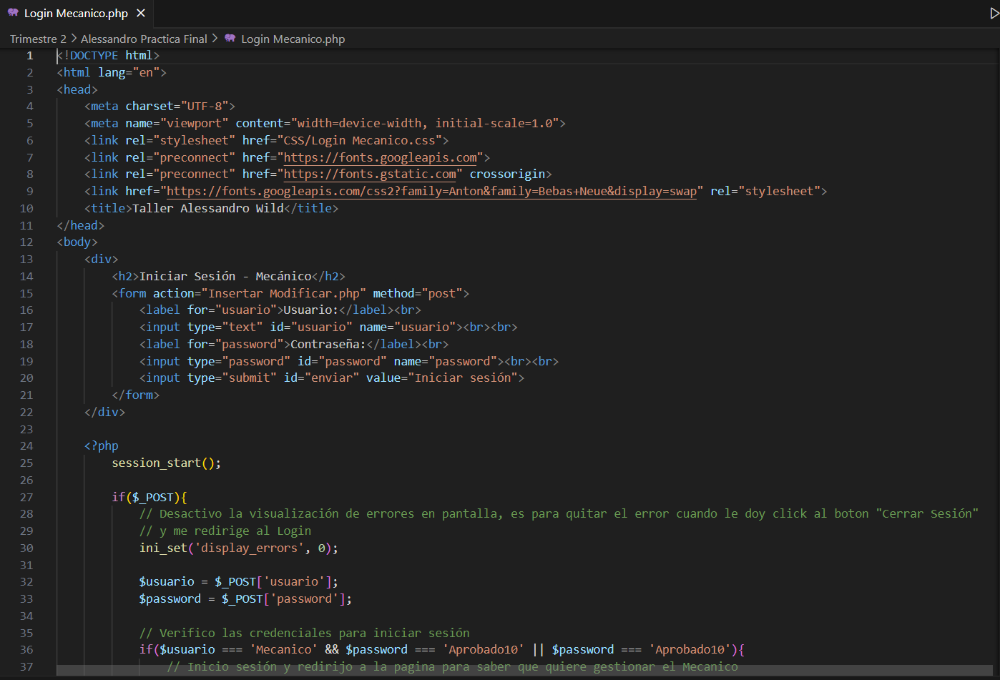 Login Mecanico.php
Trimestre 2 > Alessandro Practica Final > Login Mecanico.php
1 <!DOCTYPE html>
2 <html lang="en">
3 <head>
4 <meta charset="UTF-8">
5 <meta name="viewport" content="width=device-width, initial-scale=1.0">
6 <link rel="stylesheet" href="CSS/Login Mecanico.css">
7 <link rel="preconnect" href="https://fonts.googleapis.com">
8 <link rel="preconnect" href="https://fonts.gstatic.com" crossorigin>
9 <link href="https://fonts.googleapis.com/css2?family=Anton&family=Bebas+Neue&display=swap" rel="stylesheet">
10 <title>Taller Alessandro Wild</title>
11 </head>
12 <body>
13 <div>
14 <h2>Iniciar Sesión - Mecánico</h2>
15 <form action="Insertar Modificar.php" method="post">
16 <label for="usuario">Usuario:</label><br>
17 <input type="text" id="usuario" name="usuario"><br><br>
18 <label for="password">Contraseña:</label><br>
19 <input type="password" id="password" name="password"><br><br>
20 <input type="submit" id="enviar" value="Iniciar sesión">
21 </form>
22 </div>
23
24 <?php
25 session_start();
26
27 if($_POST){
28 // Desactivo la visualización de errores en pantalla, es para quitar el error cuando le doy click al boton "Cerrar Sesión"
29 // y me redirige al Login
30 ini_set('display_errors', 0);
31
32 $usuario = $_POST['usuario'];
33 $password = $_POST['password'];
34
35 // Verifico las credenciales para iniciar sesión
36 if($usuario === 'Mecanico' && $password === 'Aprobado10' || $password === 'Aprobado10'){
37 // Inicio sesión y redirijo a la pagina para saber que quiere gestionar el Mecanico